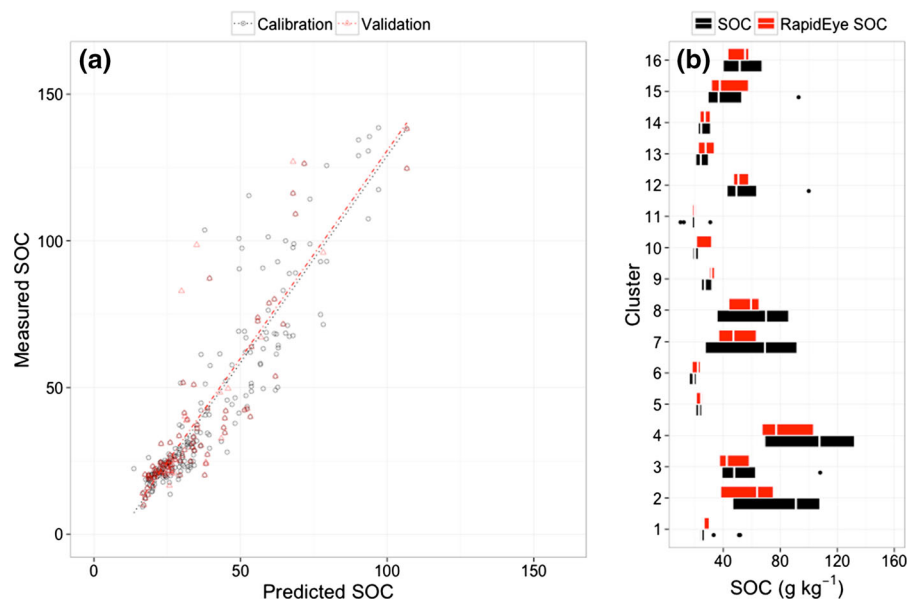 Calibration Validation
(a)
150
100
50
0
Measured SOC
0 50 100 150
Predicted SOC
SOC RapidEye SOC
(b)
16
15
14
13
12
11
10
9
8
7
6
5
4
3
2
1
Cluster
0 40 80 120 160
SOC (g kg⁻¹)